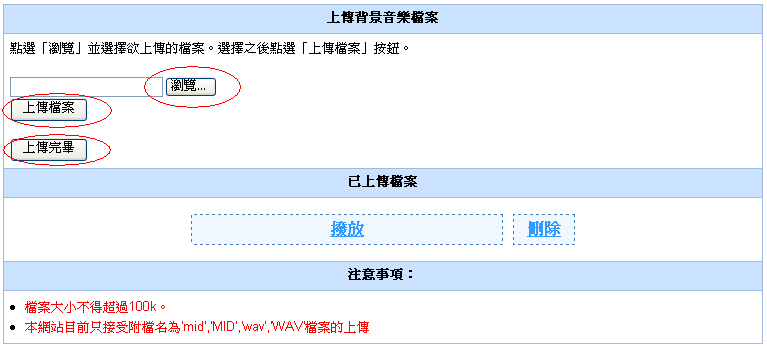 上傳背景音樂檔案
點選「瀏覽」並選擇欲上傳的檔案。選擇之後點選「上傳檔案」按鈕。
瀏覽...
上傳檔案
上傳完畢
已上傳檔案
撥放 刪除
注意事項：
檔案大小不得超過100k。
本網站目前只接受附檔名為'mid','MID','wav','WAV'檔案的上傳